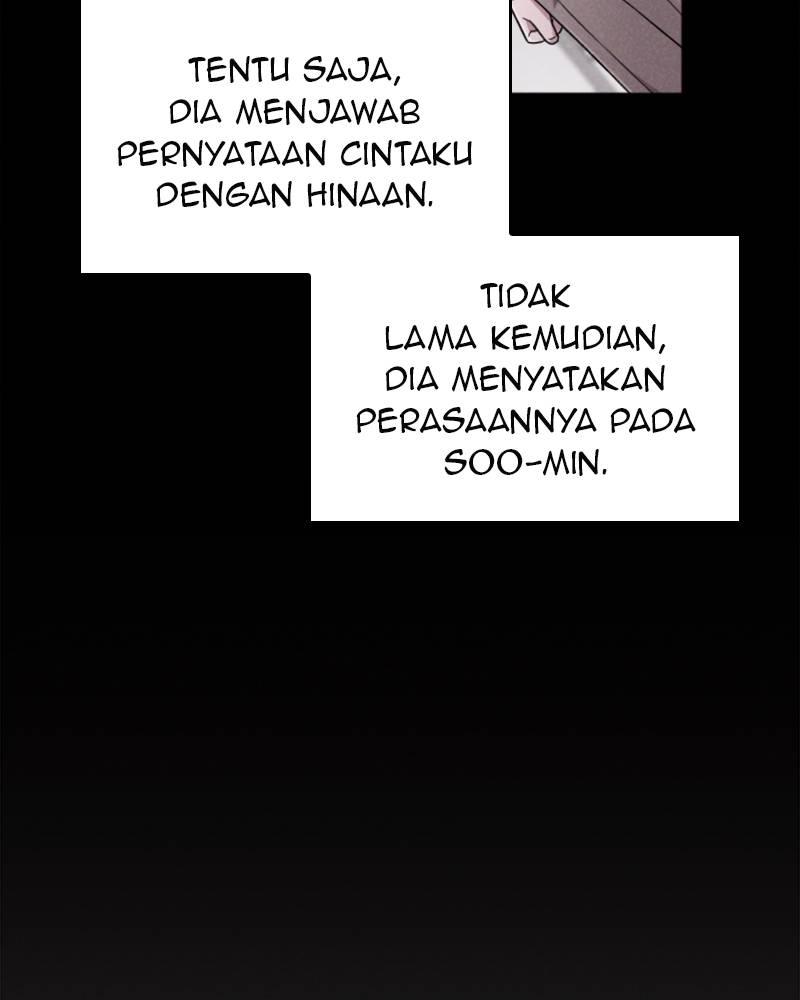 TENTU SAJA,
DIA MENJAWAB
PERNYATAAN CINTAKU
DENGAN HINAAN.
TIDAK
LAMA KEMUDIAN,
DIA MENYATAKAN
PERASAANNYA PADA
SOO-MIN.